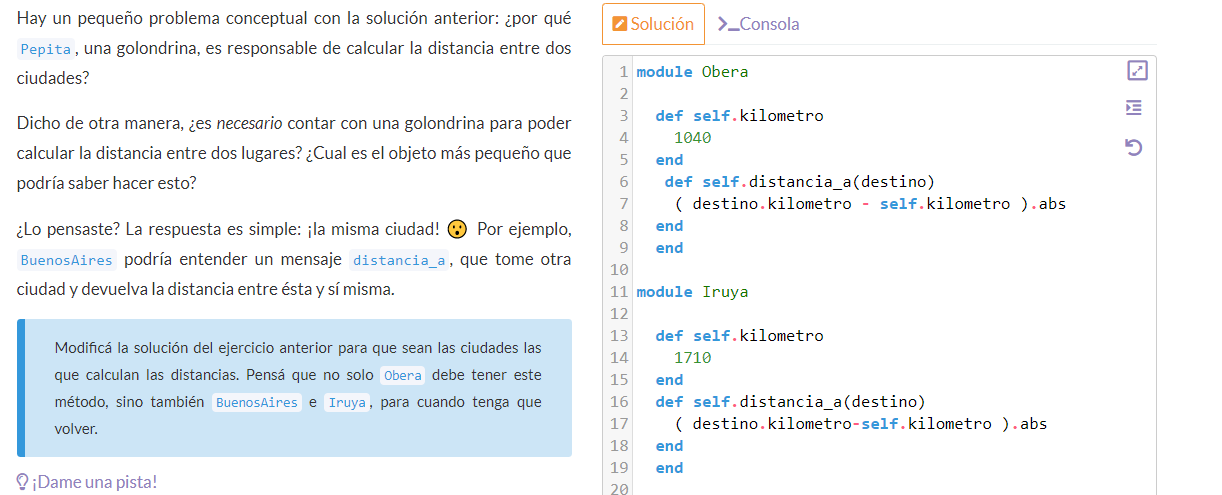 Hay un pequeño problema conceptual con la solución anterior: ¿por qué
Pepita, una golondrina, es responsable de calcular la distancia entre dos
ciudades?
Dicho de otra manera, ¿es necesario contar con una golondrina para poder
calcular la distancia entre dos lugares? ¿Cual es el objeto más pequeño que
podría saber hacer esto?
¿Lo pensaste? La respuesta es simple: ¡la misma ciudad! 😮 Por ejemplo,
BuenosAires podría entender un mensaje distancia_a, que tome otra
ciudad y devuelva la distancia entre ésta y sí misma.
Modificá la solución del ejercicio anterior para que sean las ciudades las
que calculan las distancias. Pensá que no solo Obera debe tener este
método, sino también BuenosAires e Iruya, para cuando tenga que
volver.
¡Dame una pista!
Solución
Consola
1 module Obera
2
3 def self.kilometro
4 1040
5 end
6 def self.distancia_a(destino)
7 ( destino.kilometro - self.kilometro ).abs
8 end
9 end
10
11 module Iruya
12
13 def self.kilometro
14 1710
15 end
16 def self.distancia_a(destino)
17 ( destino.kilometro-self.kilometro ).abs
18 end
19 end
20